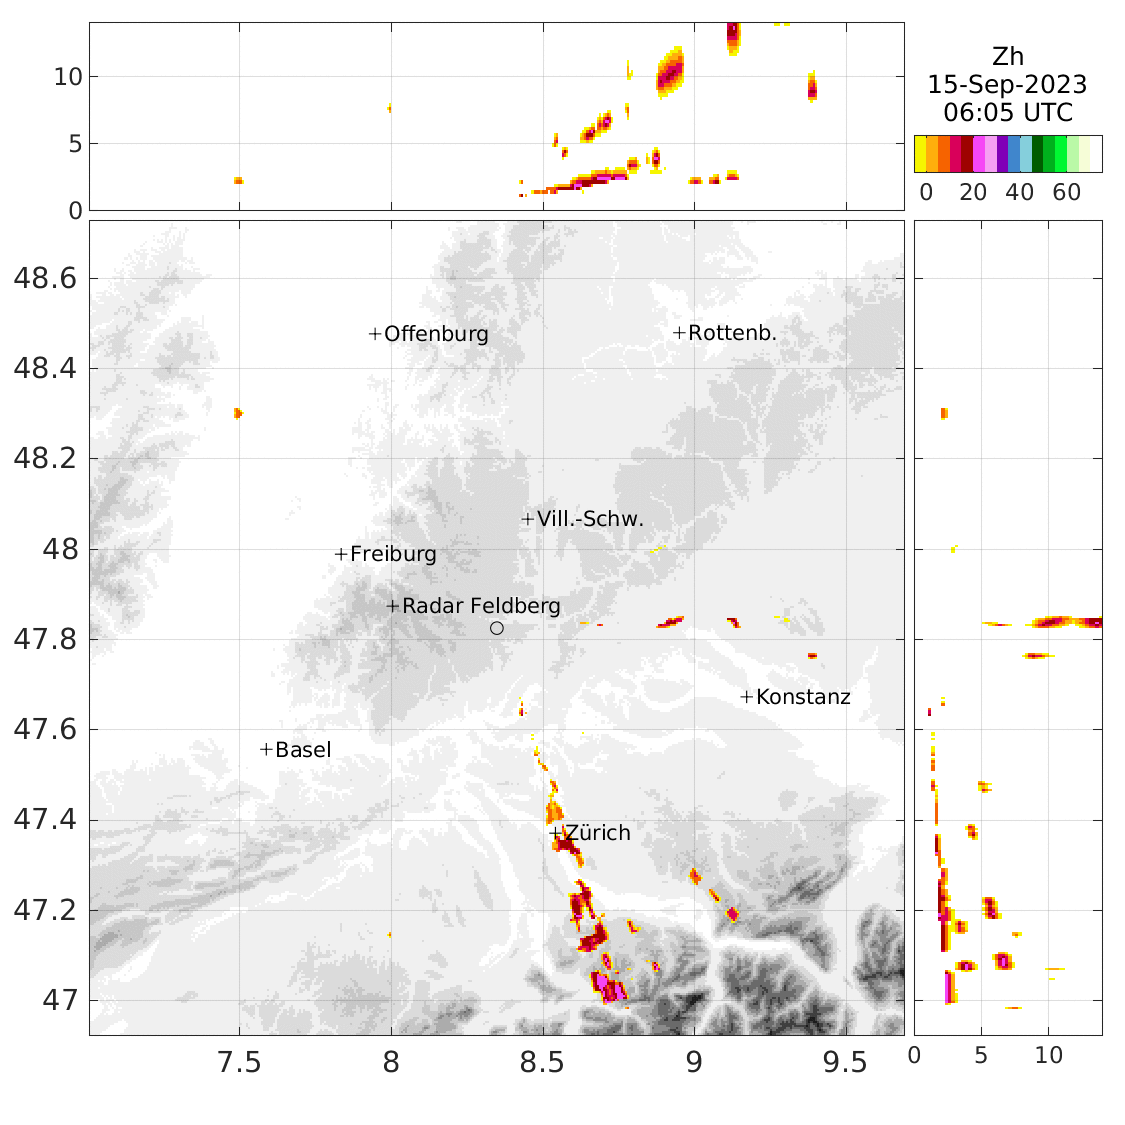 10
5
0
Zh
15-Sep-2023
06:05 UTC
0 20 40 60
48.6
48.4
48.2
48
47.8
47.6
47.4
47.2
47
Offenburg
Rottenb.
Vill.-Schw.
Freiburg
Radar Feldberg
Konstanz
Basel
Zürich
7.5 8 8.5 9 9.5
0 5 10